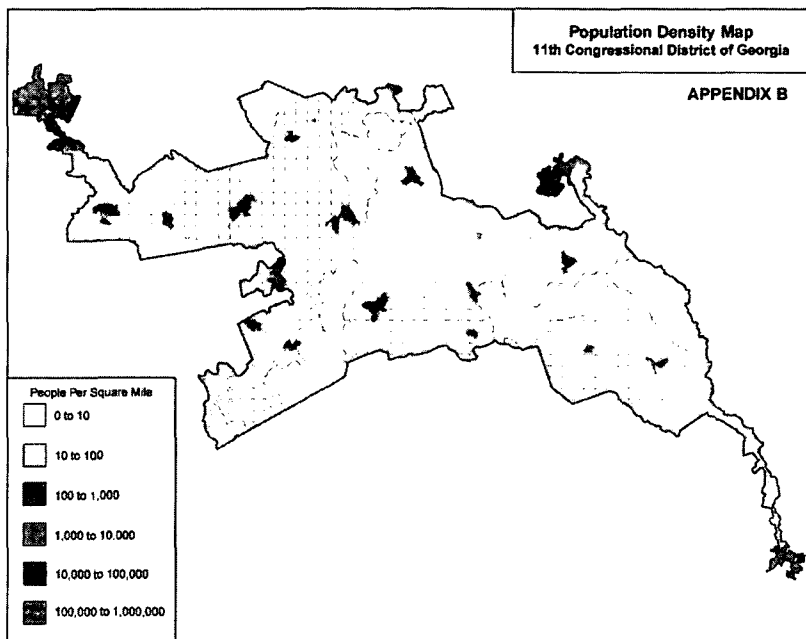 Population Density Map
11th Congressional District of Georgia
APPENDIX B
People Per Square Mile
0 to 10
10 to 100
100 to 1,000
1,000 to 10,000
10,000 to 100,000
100,000 to 1,000,000